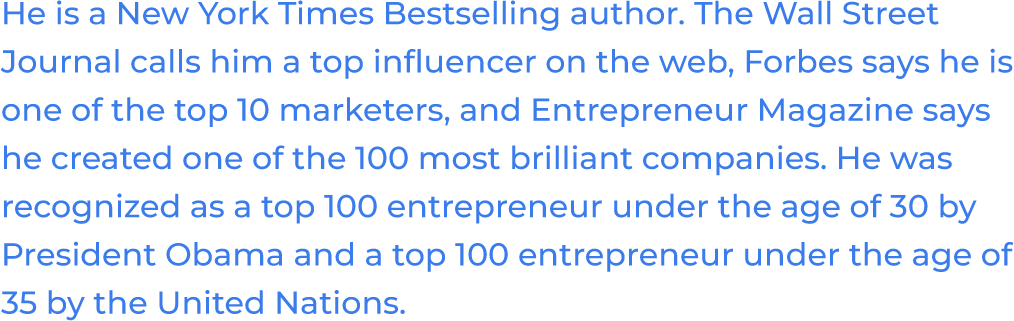 He is a New York Times Bestselling author. The Wall Street
Journal calls him a top influencer on the web, Forbes says he is
one of the top 10 marketers, and Entrepreneur Magazine says
he created one of the 100 most brilliant companies. He was
recognized as a top 100 entrepreneur under the age of 30 by
President Obama and a top 100 entrepreneur under the age of
35 by the United Nations.